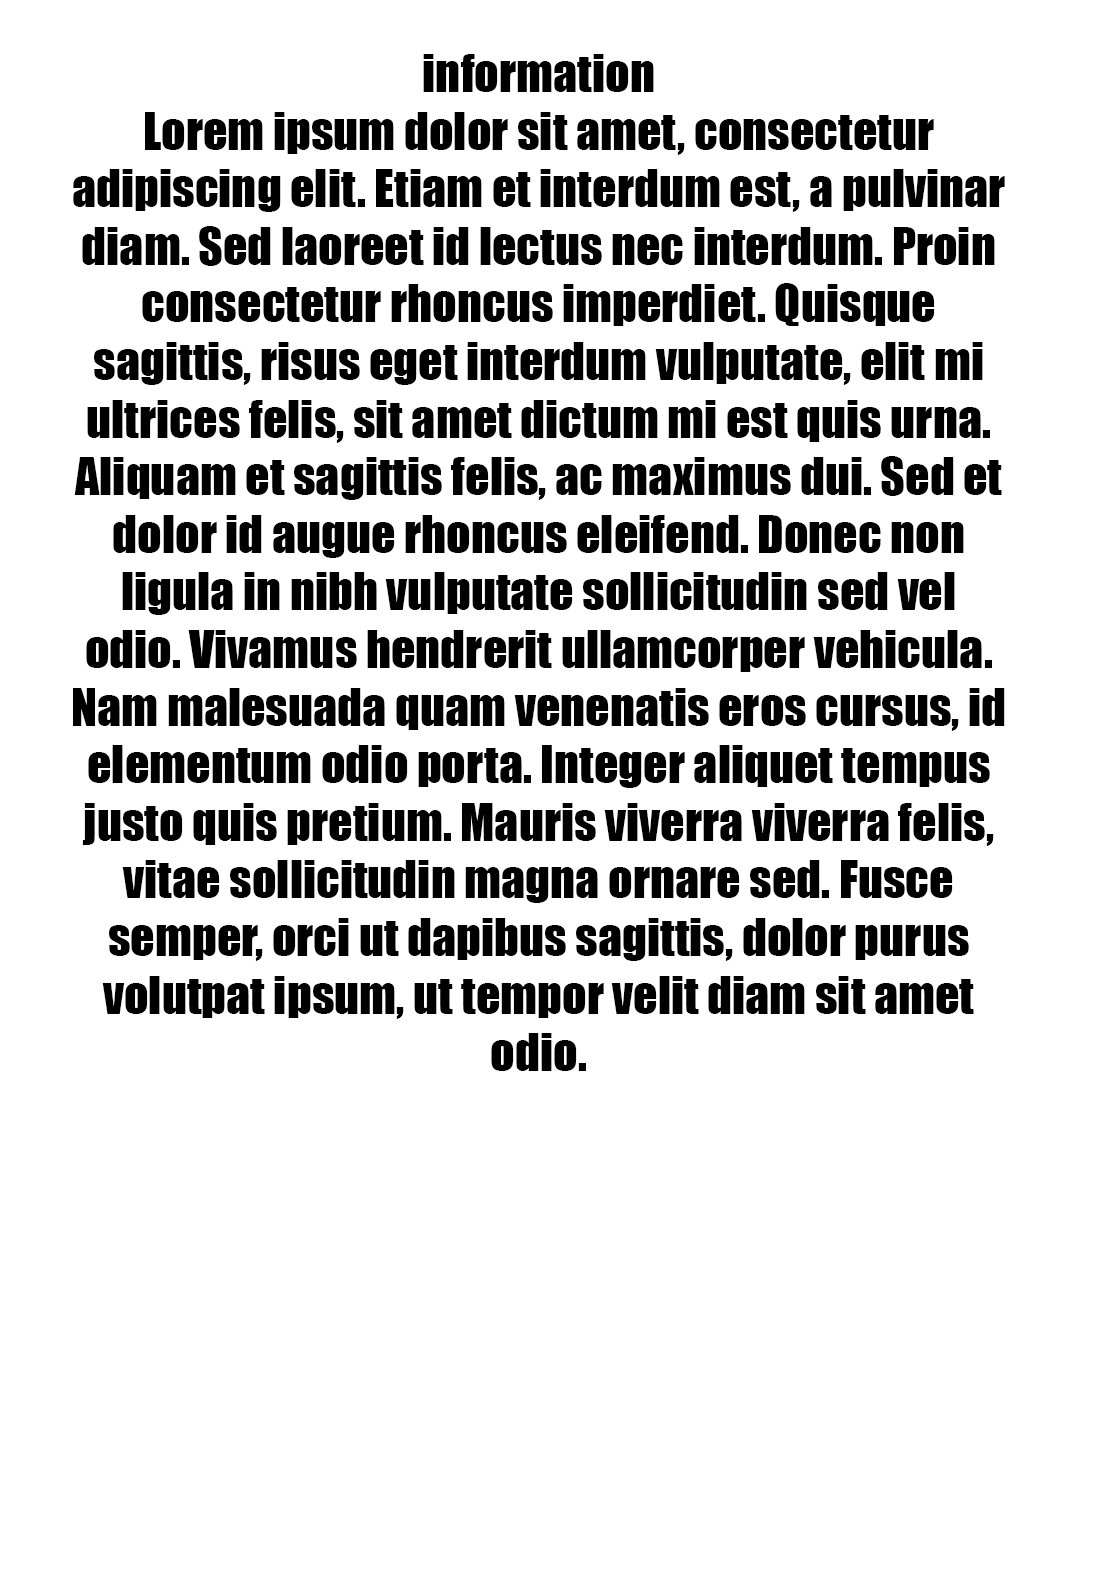 information
Lorem ipsum dolor sit amet, consectetur
adipiscing elit. Etiam et interdum est, a pulvinar
diam. Sed laoreet id lectus nec interdum. Proin
consectetur rhoncus imperdiet. Quisque
sagittis, risus eget interdum vulputate, elit mi
ultrices felis, sit amet dictum mi est quis urna.
Aliquam et sagittis felis, ac maximus dui. Sed et
dolor id augue rhoncus eleifend. Donec non
ligula in nibh vulputate sollicitudin sed vel
odio. Vivamus hendrerit ullamcorper vehicula.
Nam malesuada quam venenatis eros cursus, id
elementum odio porta. Integer aliquet tempus
justo quis pretium. Mauris viverra viverra felis,
vitae sollicitudin magna ornare sed. Fusce
semper, orci ut dapibus sagittis, dolor purus
volutpat ipsum, ut tempor velit diam sit amet
odio.